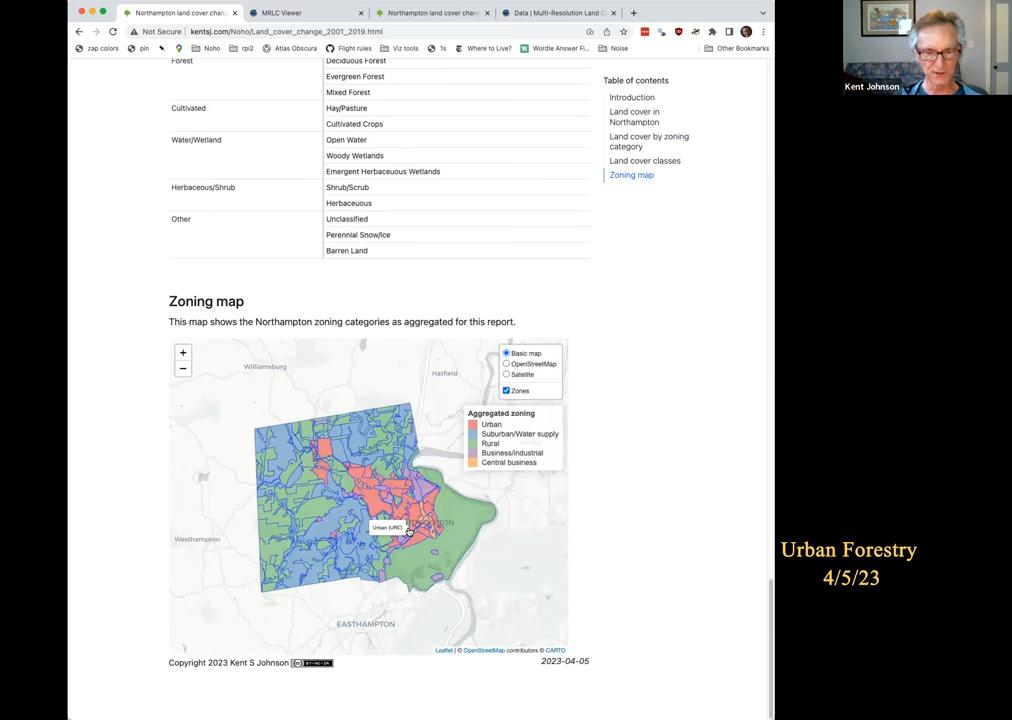 Northampton land cover chan
MRLC Viewer
Northampton land cover chan
Data | Multi-Resolution Land C
Not Secure | kentsj.com/Noho/Land_cover_change_2001_2019.html
zap colors
pin
Noho
rpi2
Atlas Obscura
Flight rules
Viz tools
1s
Where to Live?
Wordle Answer Fi...
Noise
Other Bookmarks
Kent Johnson
Forest
Deciduous Forest
Evergreen Forest
Mixed Forest
Cultivated
Hay/Pasture
Cultivated Crops
Water/Wetland
Open Water
Woody Wetlands
Emergent Herbaceuous Wetlands
Herbaceous/Shrub
Shrub/Scrub
Herbaceuous
Other
Unclassified
Perennial Snow/Ice
Barren Land
Table of contents
Introduction
Land cover in
Northampton
Land cover by zoning
category
Land cover classes
Zoning map
Zoning map
This map shows the Northampton zoning categories as aggregated for this report.
+
−
Williamsburg
Hatfield
Westhampton
EASTHAMPTON
Urban (URC)
Basic map
OpenStreetMap
Satellite
Zones
Aggregated zoning
Urban
Suburban/Water supply
Rural
Business/industrial
Central business
Leaflet | © OpenStreetMap contributors © CARTO
Copyright 2023 Kent S Johnson
2023-04-05
Urban Forestry
4/5/23